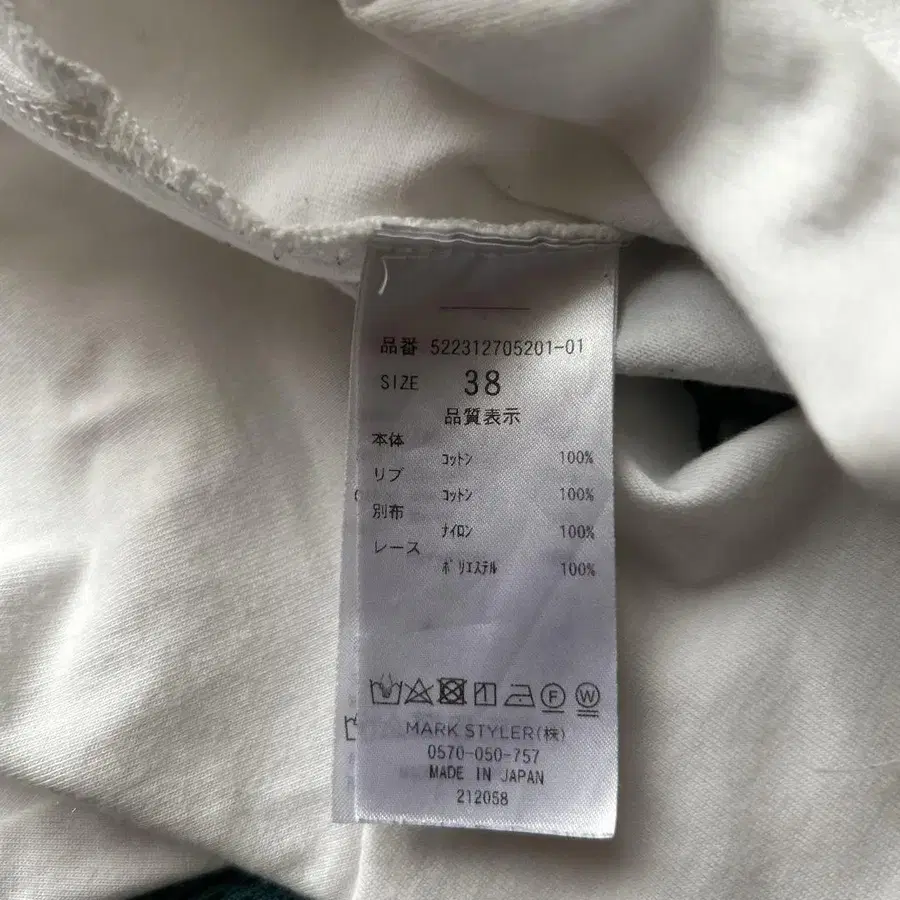 品番 522312705201-01
SIZE 38
品質表示
本体
コットン 100%
リブ
コットン 100%
別布
ナイロン 100%
レース
ポリエステル 100%
F W
MARK STYLER(株)
0570-050-757
MADE IN JAPAN
212058